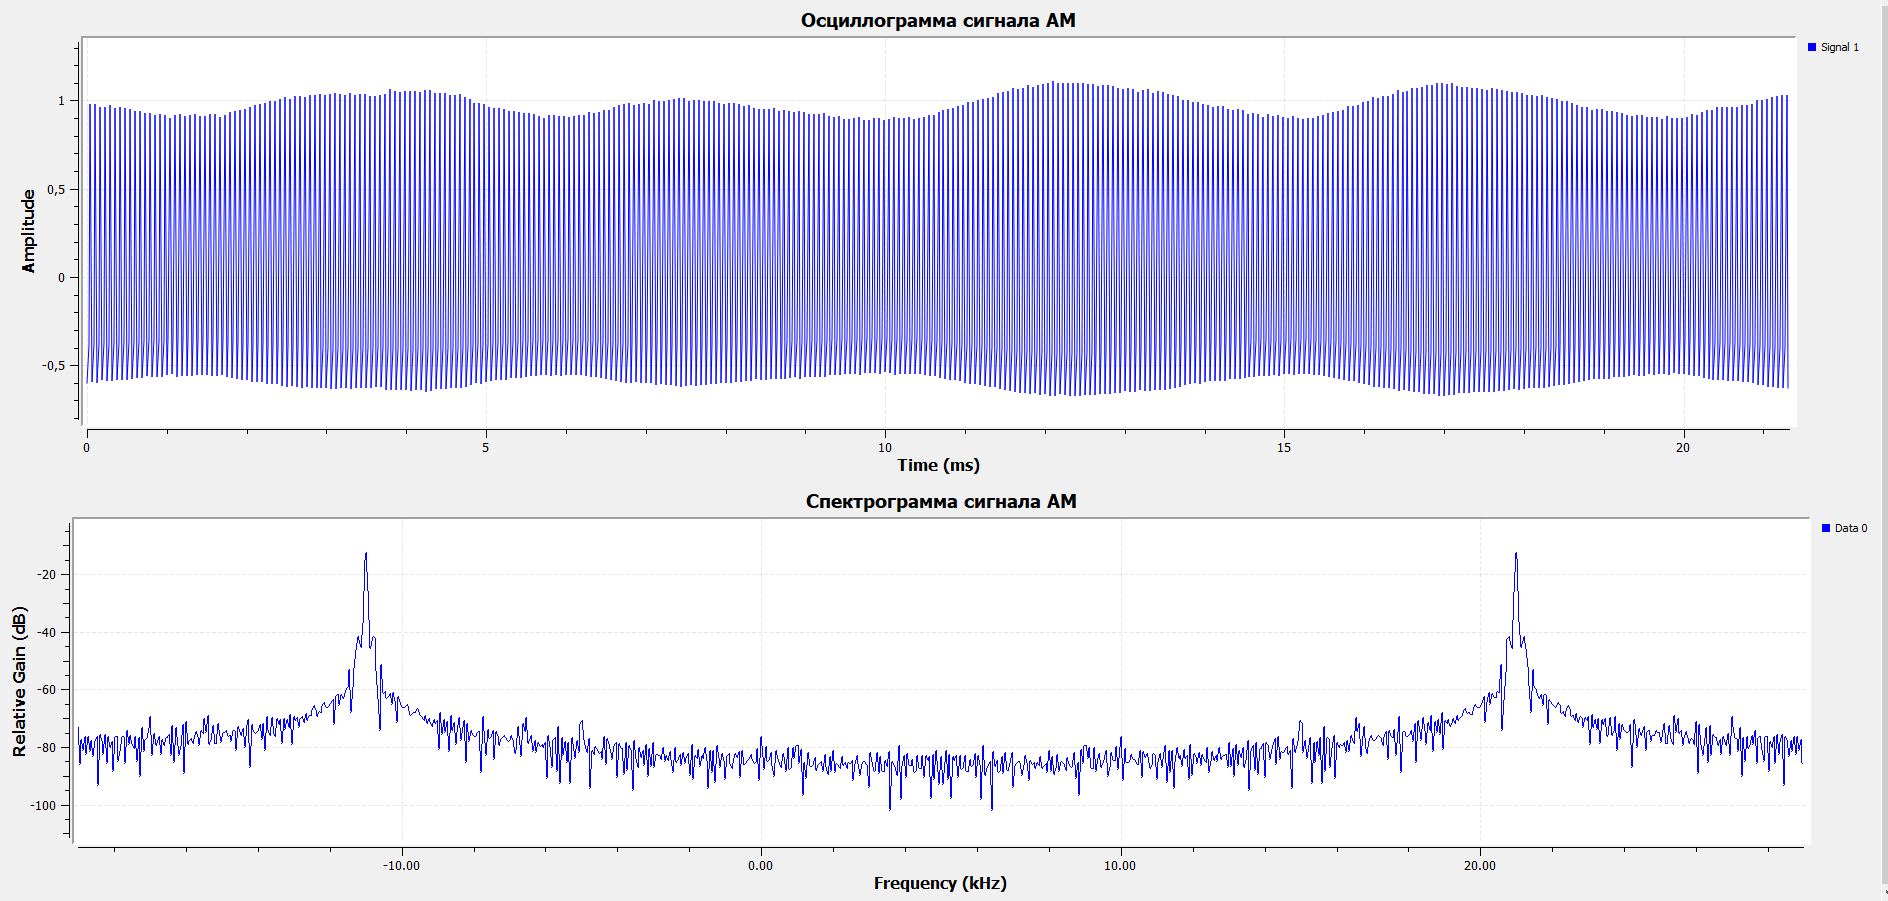 Осциллограмма сигнала АМ
Signal 1
1
0,5
0
-0,5
Amplitude
0 5 10 15 20
Time (ms)
Спектрограмма сигнала АМ
Data 0
-20
-40
-60
-80
-100
Relative Gain (dB)
-10.00 0.00 10.00 20.00
Frequency (kHz)